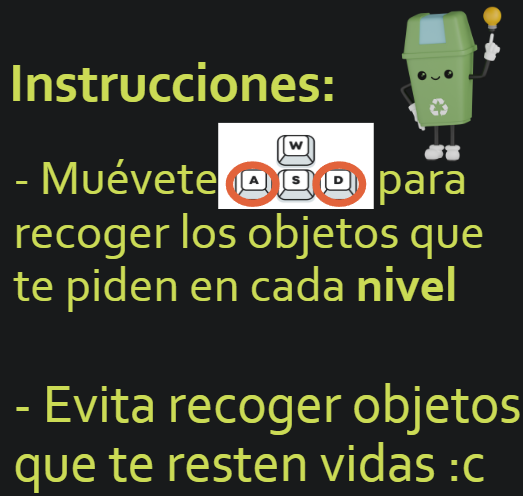 Instrucciones:
W
- Muévete A S D para
recoger los objetos que
te piden en cada nivel
- Evita recoger objetos
que te resten vidas :c